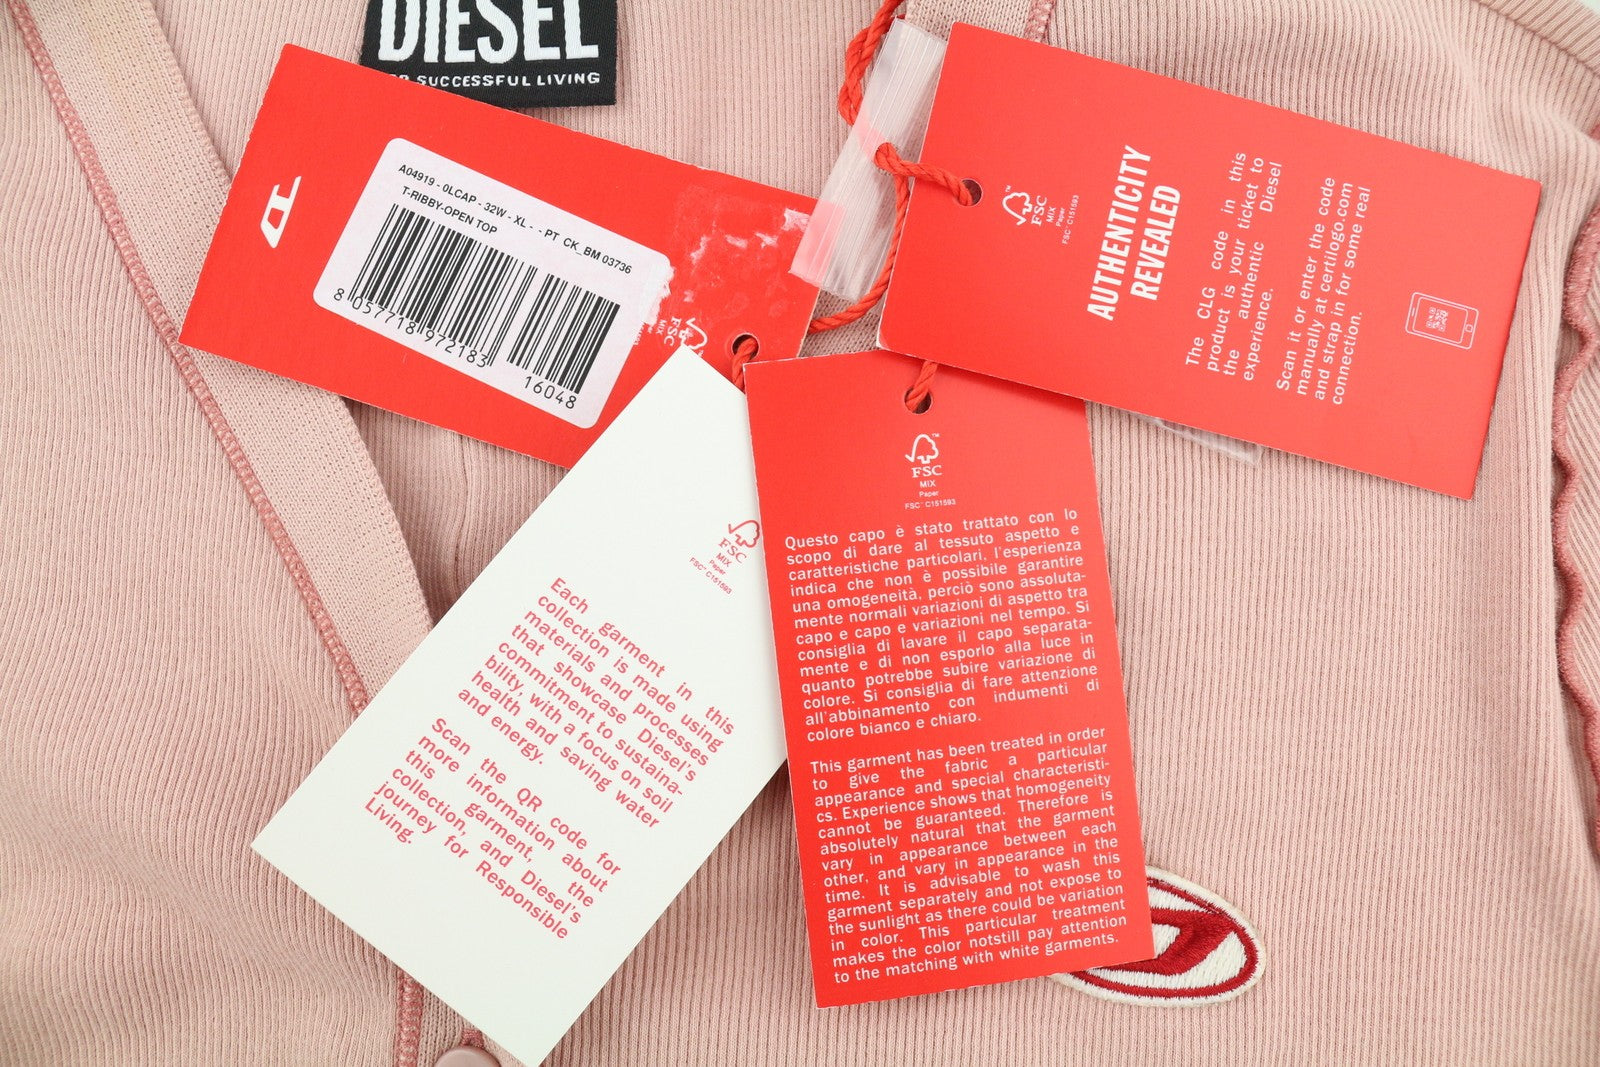 DIESEL
SUCCESSFUL LIVING
A04919 - 0LCAP - 32W - XL - - PT CK_BM 03736
T-RIBBY-OPEN TOP
8 057718 972183
16048
FSC
MIX
FSC
MIX
Paper
FSC™ C151593
AUTHENTICITY
REVEALED
The CLG code in this
product is your ticket to
the authentic Diesel
experience.
Scan it or enter the code
manually at certilogo.com
and strap in for some real
connection.
FSC
MIX
Paper
FSC™ C151593
Each garment in this
collection is made using
materials and processes
that showcase Diesel's
commitment to sustaina-
bility, with a focus on soil
health and saving water
and energy.
Scan the QR code for
more information about
this garment, the
collection, and Diesel's
journey for Responsible
Living.
FSC™
MIX
Paper
FSC™ C151593
Questo capo è stato trattato con lo
scopo di dare al tessuto aspetto e
caratteristiche particolari, l'esperienza
indica che non è possibile garantire
una omogeneità, perciò sono assoluta-
mente normali variazioni di aspetto tra
capo e capo e variazioni nel tempo. Si
consiglia di lavare il capo separata-
mente e di non esporlo alla luce in
quanto potrebbe subire variazione di
colore. Si consiglia di fare attenzione
all'abbinamento con indumenti di
colore bianco e chiaro.
This garment has been treated in order
to give the fabric a particular
appearance and special characteristi-
cs. Experience shows that homogeneity
cannot be guaranteed. Therefore is
absolutely natural that the garment
vary in appearance between each
other, and vary in appearance in the
time. It is advisable to wash this
garment separately and not expose to
the sunlight as there could be variation
in color. This particular treatment
makes the color notstill pay attention
to the matching with white garments.